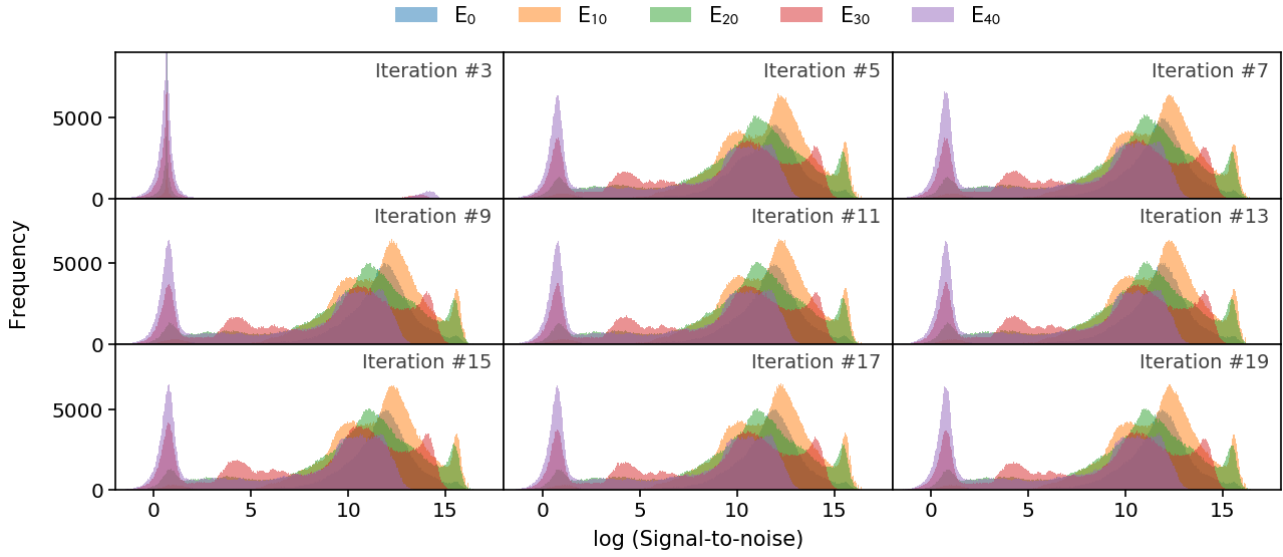 E₀ E₁₀ E₂₀ E₃₀ E₄₀
Iteration #3 Iteration #5 Iteration #7
5000
0
Iteration #9 Iteration #11 Iteration #13
Frequency
5000
0
Iteration #15 Iteration #17 Iteration #19
5000
0
0 5 10 15 0 5 10 15 0 5 10 15
log (Signal-to-noise)